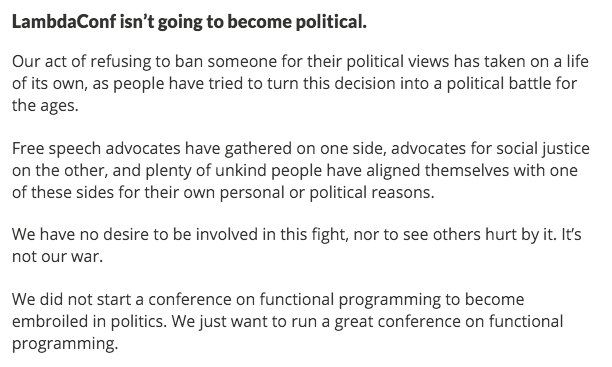 LambdaConf isn’t going to become political.
Our act of refusing to ban someone for their political views has taken on a life
of its own, as people have tried to turn this decision into a political battle for
the ages.
Free speech advocates have gathered on one side, advocates for social justice
on the other, and plenty of unkind people have aligned themselves with one
of these sides for their own personal or political reasons.
We have no desire to be involved in this fight, nor to see others hurt by it. It’s
not our war.
We did not start a conference on functional programming to become
embroiled in politics. We just want to run a great conference on functional
programming.